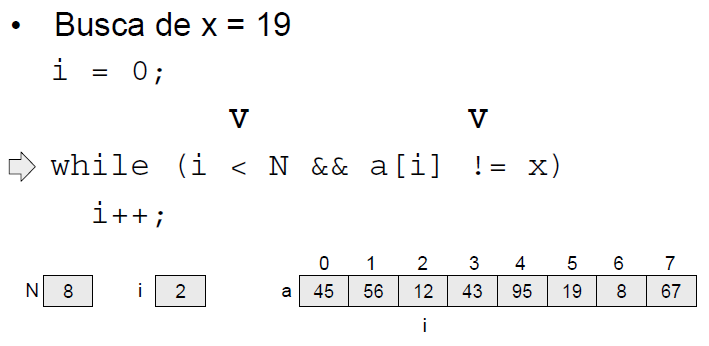 • Busca de x = 19
i = 0;
V V
while (i < N && a[i] != x)
i++;
0 1 2 3 4 5 6 7
N 8 i 2 a 45 56 12 43 95 19 8 67
i